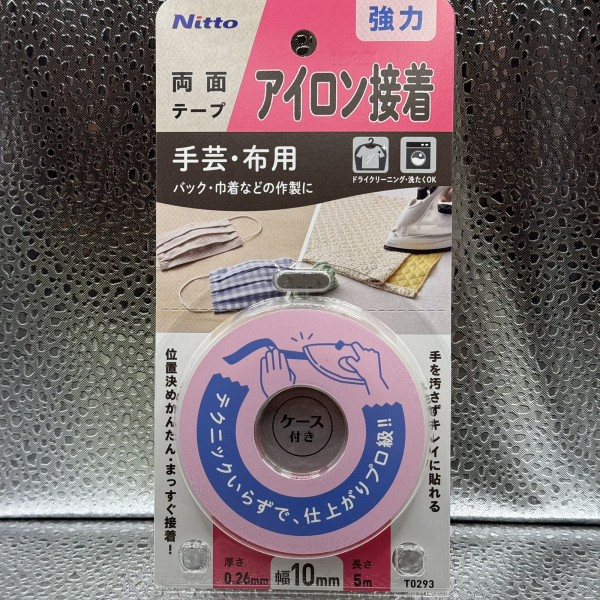 Nitto
強力
両面
テープ
アイロン接着
手芸・布用
バック・巾着などの作製に
ドライクリーニング・洗たくOK
手を汚さずキレイに貼れる
位置決めかんたん・まっすぐ接着!
ケース
付き
テクニックいらずで、仕上がりプロ級!!
厚さ
0.26mm
幅10mm
長さ
5m
T0293